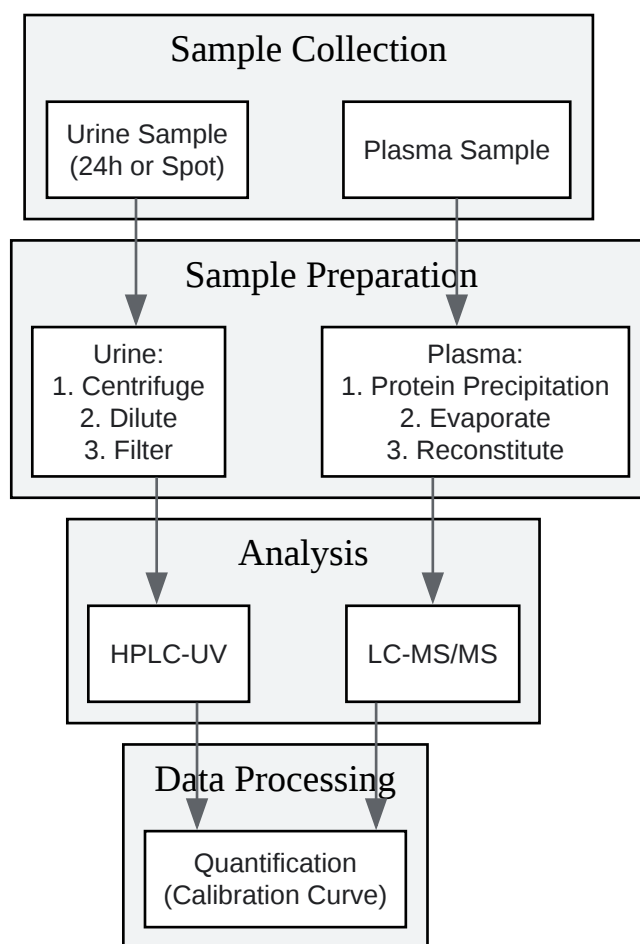 Sample Collection
Urine Sample
(24h or Spot)
Plasma Sample
Sample Preparation
Urine:
1. Centrifuge
2. Dilute
3. Filter
Plasma:
1. Protein Precipitation
2. Evaporate
3. Reconstitute
Analysis
HPLC-UV
LC-MS/MS
Data Processing
Quantification
(Calibration Curve)